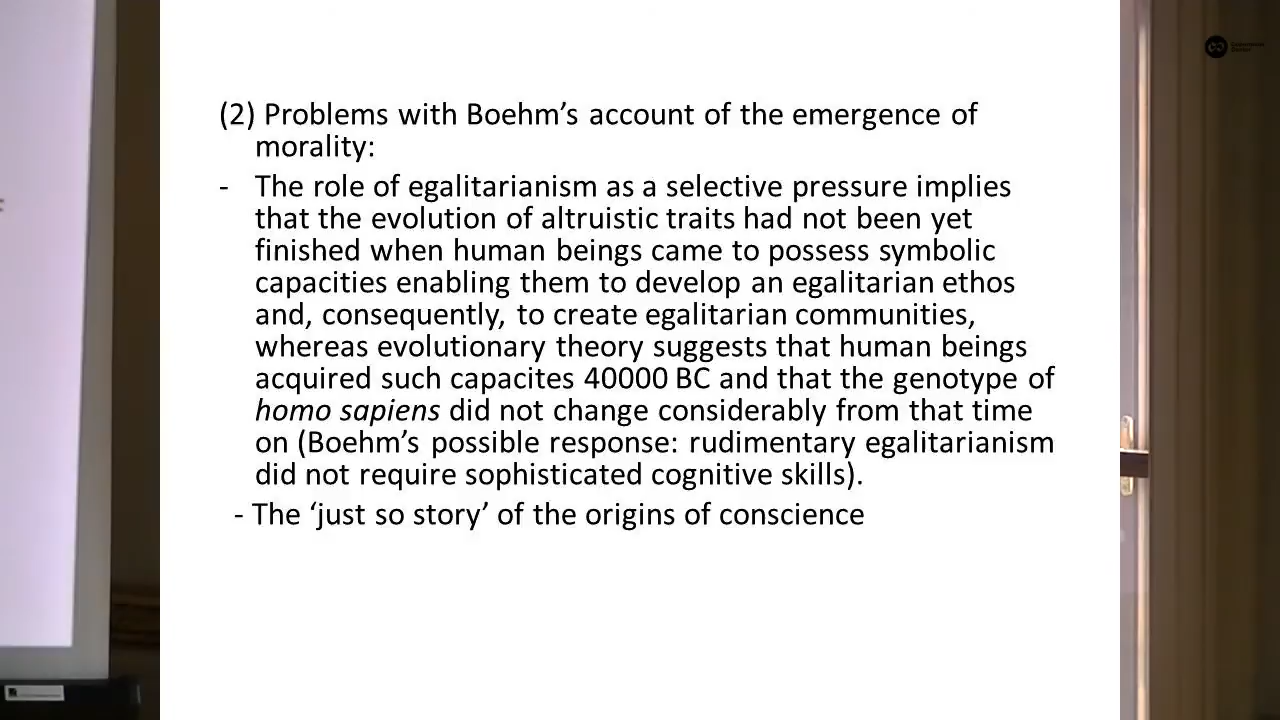 (2) Problems with Boehm's account of the emergence of
morality:
- The role of egalitarianism as a selective pressure implies
that the evolution of altruistic traits had not been yet
finished when human beings came to possess symbolic
capacities enabling them to develop an egalitarian ethos
and, consequently, to create egalitarian communities,
whereas evolutionary theory suggests that human beings
acquired such capacites 40000 BC and that the genotype of
homo sapiens did not change considerably from that time
on (Boehm's possible response: rudimentary egalitarianism
did not require sophisticated cognitive skills).
- The ‘just so story’ of the origins of conscience